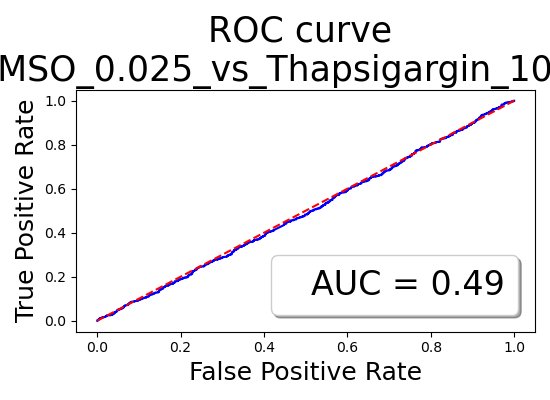 ROC curve
MSO_0.025_vs_Thapsigargin_10
True Positive Rate
1.0
0.8
0.6
0.4
0.2
0.0
AUC = 0.49
0.0 0.2 0.4 0.6 0.8 1.0
False Positive Rate